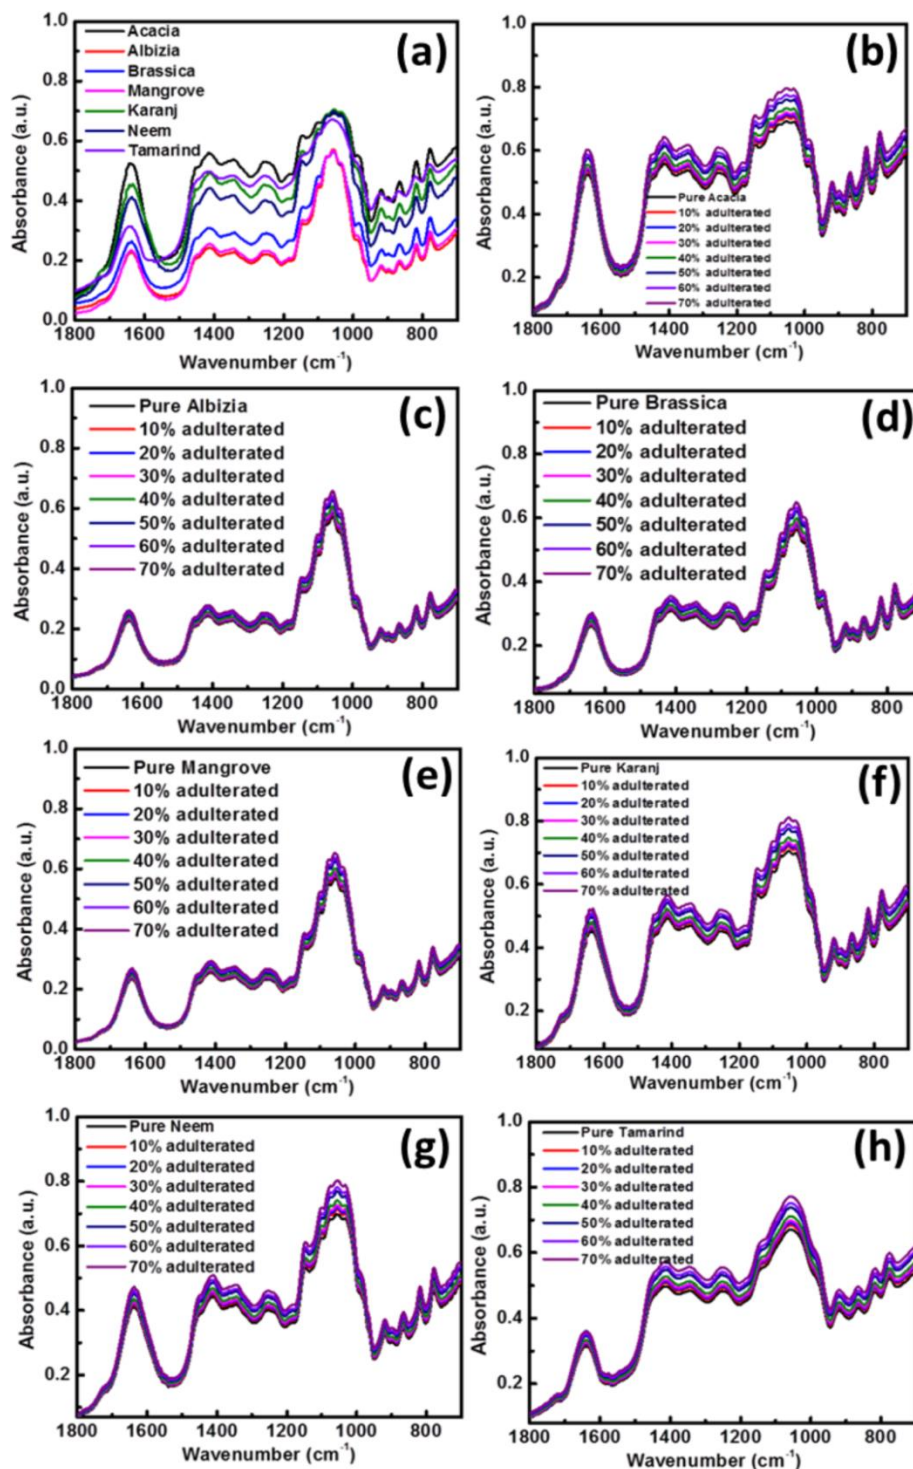 (a)
Absorbance (a.u.)
1.0
0.8
0.6
0.4
0.2
0.0
Acacia
Albizia
Brassica
Mangrove
Karanj
Neem
Tamarind
1800 1600 1400 1200 1000 800
Wavenumber (cm-1)
(b)
Absorbance (a.u.)
1.0
0.8
0.6
0.4
0.2
Pure Acacia
10% adulterated
20% adulterated
30% adulterated
40% adulterated
50% adulterated
60% adulterated
70% adulterated
1800 1600 1400 1200 1000 800
Wavenumber (cm-1)
(c)
Absorbance (a.u.)
1.0
0.8
0.6
0.4
0.2
0.0
Pure Albizia
10% adulterated
20% adulterated
30% adulterated
40% adulterated
50% adulterated
60% adulterated
70% adulterated
1800 1600 1400 1200 1000 800
Wavenumber (cm-1)
(d)
Absorbance (a.u.)
1.0
0.8
0.6
0.4
0.2
Pure Brassica
10% adulterated
20% adulterated
30% adulterated
40% adulterated
50% adulterated
60% adulterated
70% adulterated
1800 1600 1400 1200 1000 800
Wavenumber (cm-1)
(e)
Absorbance (a.u.)
1.0
0.8
0.6
0.4
0.2
0.0
Pure Mangrove
10% adulterated
20% adulterated
30% adulterated
40% adulterated
50% adulterated
60% adulterated
70% adulterated
1800 1600 1400 1200 1000 800
Wavenumber (cm-1)
(f)
Absorbance (a.u.)
1.0
0.8
0.6
0.4
0.2
Pure Karanj
10% adulterated
20% adulterated
30% adulterated
40% adulterated
50% adulterated
60% adulterated
70% adulterated
1800 1600 1400 1200 1000 800
Wavenumber (cm-1)
(g)
Absorbance (a.u.)
1.0
0.8
0.6
0.4
0.2
Pure Neem
10% adulterated
20% adulterated
30% adulterated
40% adulterated
50% adulterated
60% adulterated
70% adulterated
1800 1600 1400 1200 1000 800
Wavenumber (cm-1)
(h)
Absorbance (a.u.)
1.0
0.8
0.6
0.4
0.2
Pure Tamarind
10% adulterated
20% adulterated
30% adulterated
40% adulterated
50% adulterated
60% adulterated
70% adulterated
1800 1600 1400 1200 1000 800
Wavenumber (cm-1)